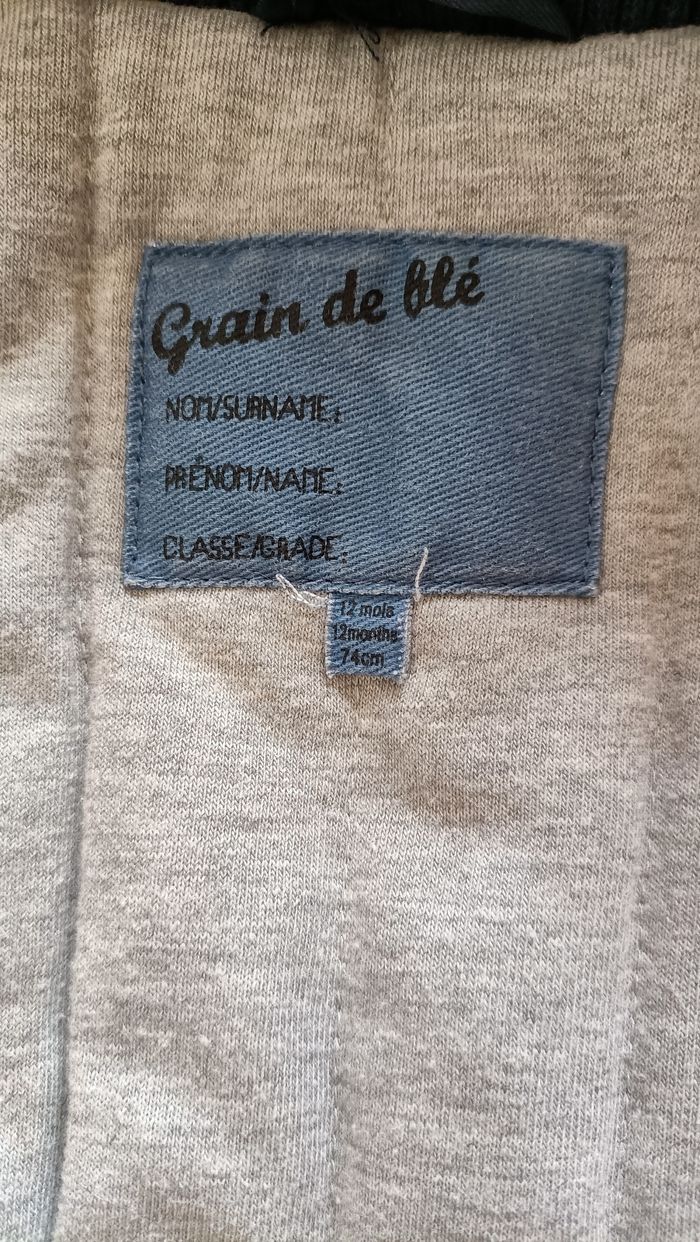 Grain de blé
NOM/SURNAME:
PRÉNOM/NAME:
CLASSE/GRADE:
12 mois
12months
74cm